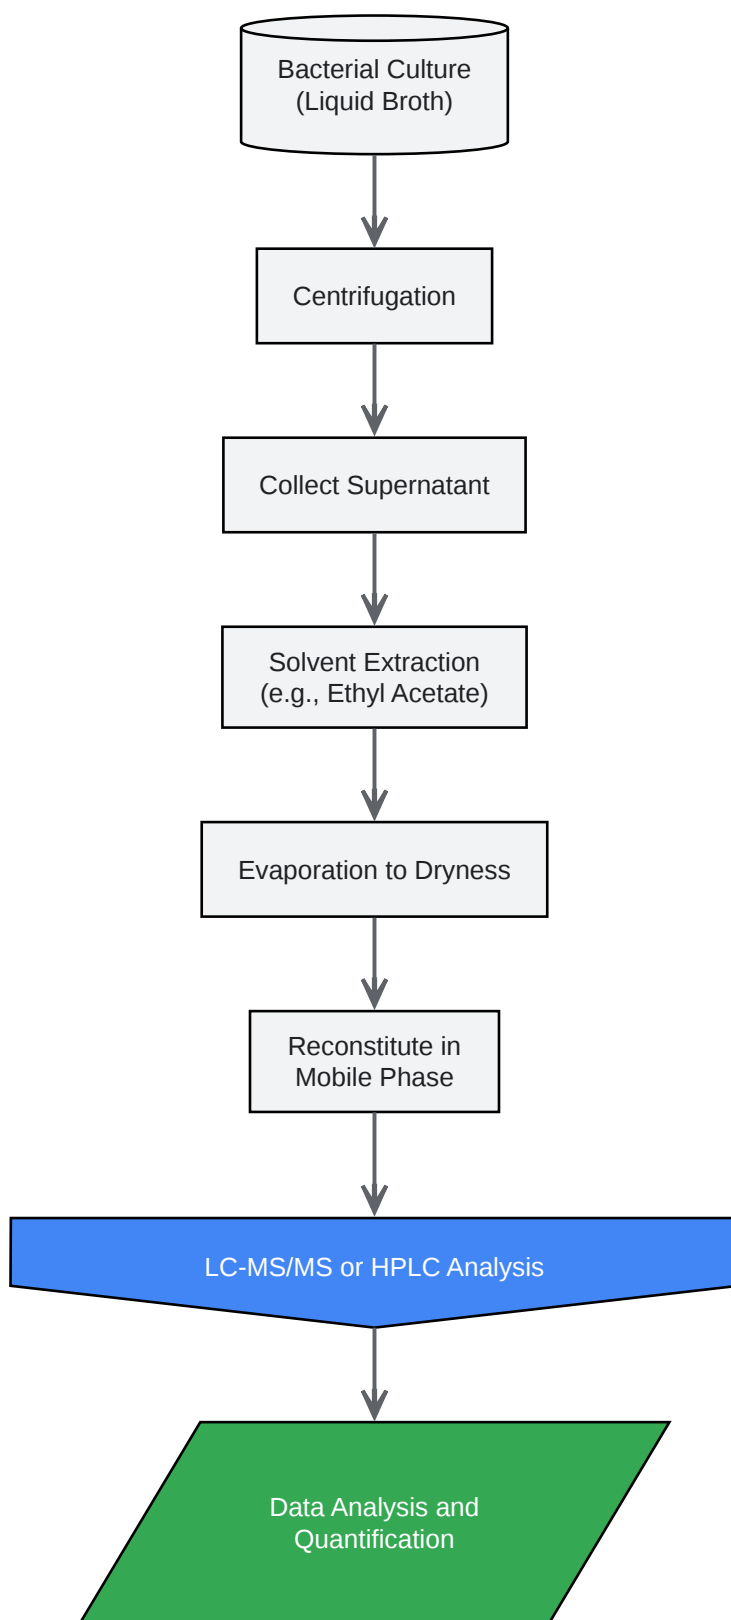 Bacterial Culture
(Liquid Broth)
Centrifugation
Collect Supernatant
Solvent Extraction
(e.g., Ethyl Acetate)
Evaporation to Dryness
Reconstitute in
Mobile Phase
LC-MS/MS or HPLC Analysis
Data Analysis and
Quantification